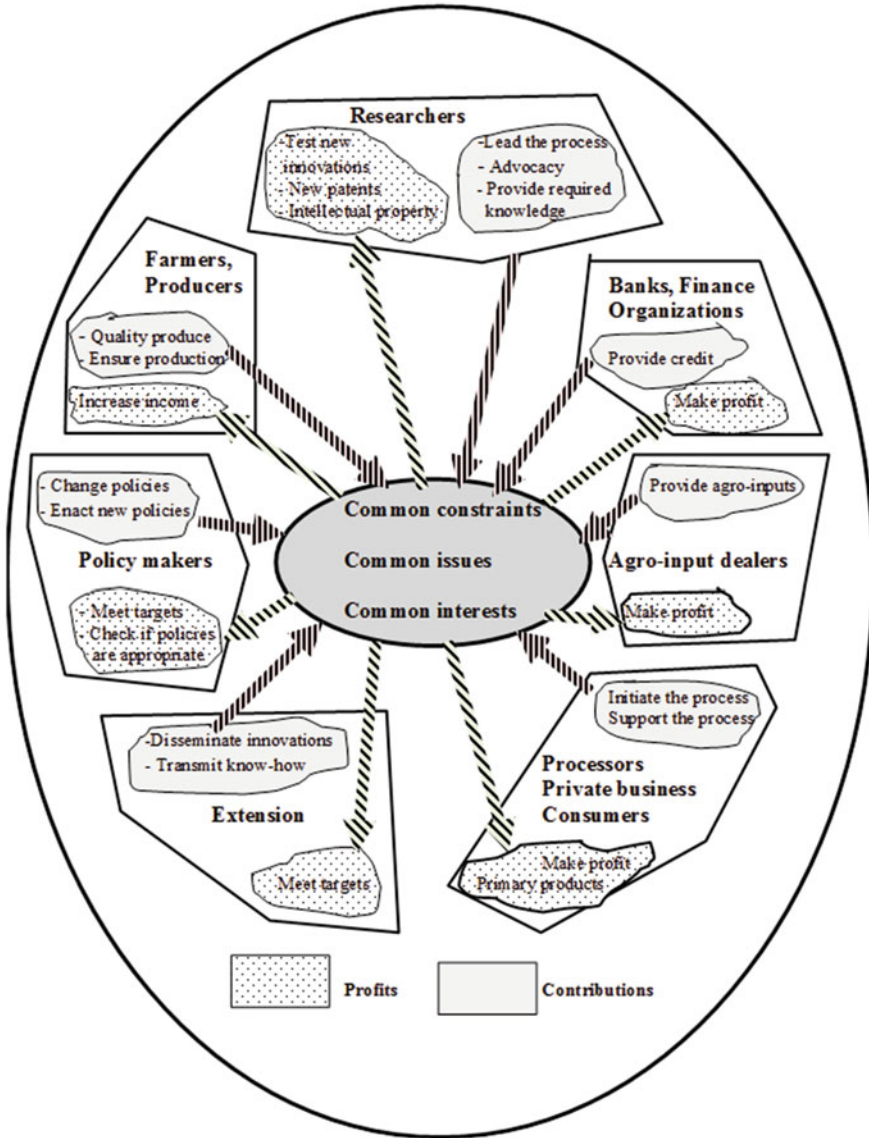 Researchers
-Test new
innovations
- New patents
- Intellectual property
-Lead the process
- Advocacy
- Provide required
knowledge
Farmers,
Producers
- Quality produce
- Ensure production
Increase income
Banks, Finance
Organizations
Provide credit
Make profit
- Change policies
- Enact new policies
Policy makers
- Meet targets
- Check if policires
are appropriate
Common constraints
Common issues
Common interests
Provide agro-inputs
Agro-input dealers
Make profit
-Disseminate innovations
- Transmit know-how
Extension
Meet targets
Initiate the process
Support the process
Processors
Private business
Consumers
Make profit
Primary products
Profits
Contributions